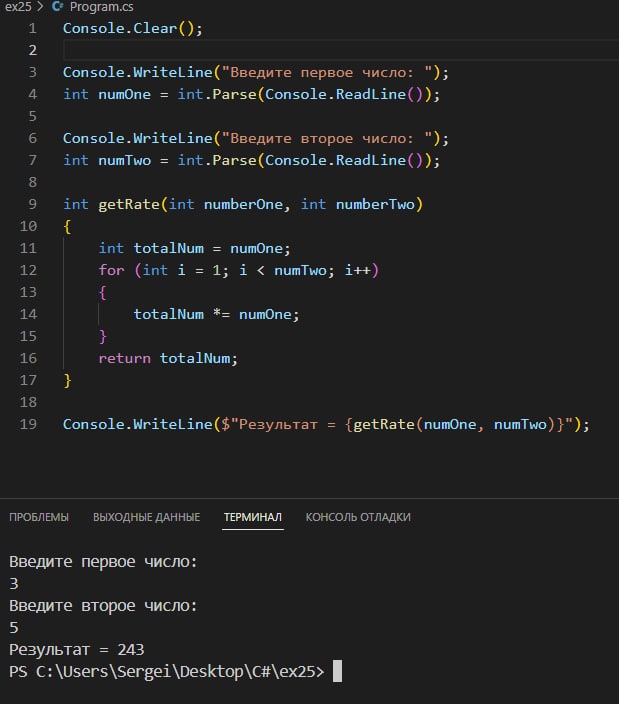 ex25 > C# Program.cs
1 Console.Clear();
2
3 Console.WriteLine("Введите первое число: ");
4 int numOne = int.Parse(Console.ReadLine());
5
6 Console.WriteLine("Введите второе число: ");
7 int numTwo = int.Parse(Console.ReadLine());
8
9 int getRate(int numberOne, int numberTwo)
10 {
11     int totalNum = numOne;
12     for (int i = 1; i < numTwo; i++)
13     {
14         totalNum *= numOne;
15     }
16     return totalNum;
17 }
18
19 Console.WriteLine($"Результат = {getRate(numOne, numTwo)}");
ПРОБЛЕМЫ ВЫХОДНЫЕ ДАННЫЕ ТЕРМИНАЛ КОНСОЛЬ ОТЛАДКИ
Введите первое число:
3
Введите второе число:
5
Результат = 243
PS C:\Users\Sergei\Desktop\C#\ex25>